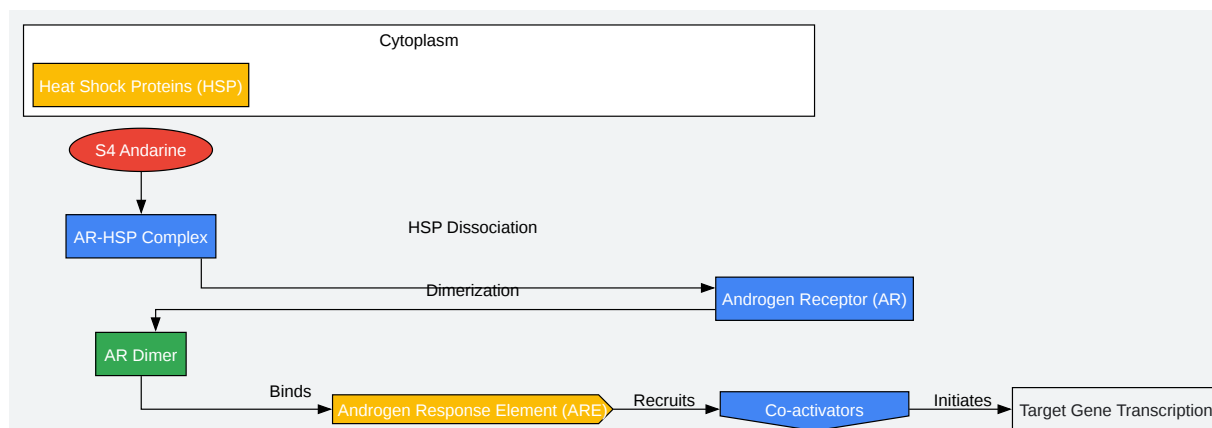 Cytoplasm
Heat Shock Proteins (HSP)
S4 Andarine
AR-HSP Complex
HSP Dissociation
Dimerization
Androgen Receptor (AR)
AR Dimer
Binds
Androgen Response Element (ARE)
Recruits
Co-activators
Initiates
Target Gene Transcription